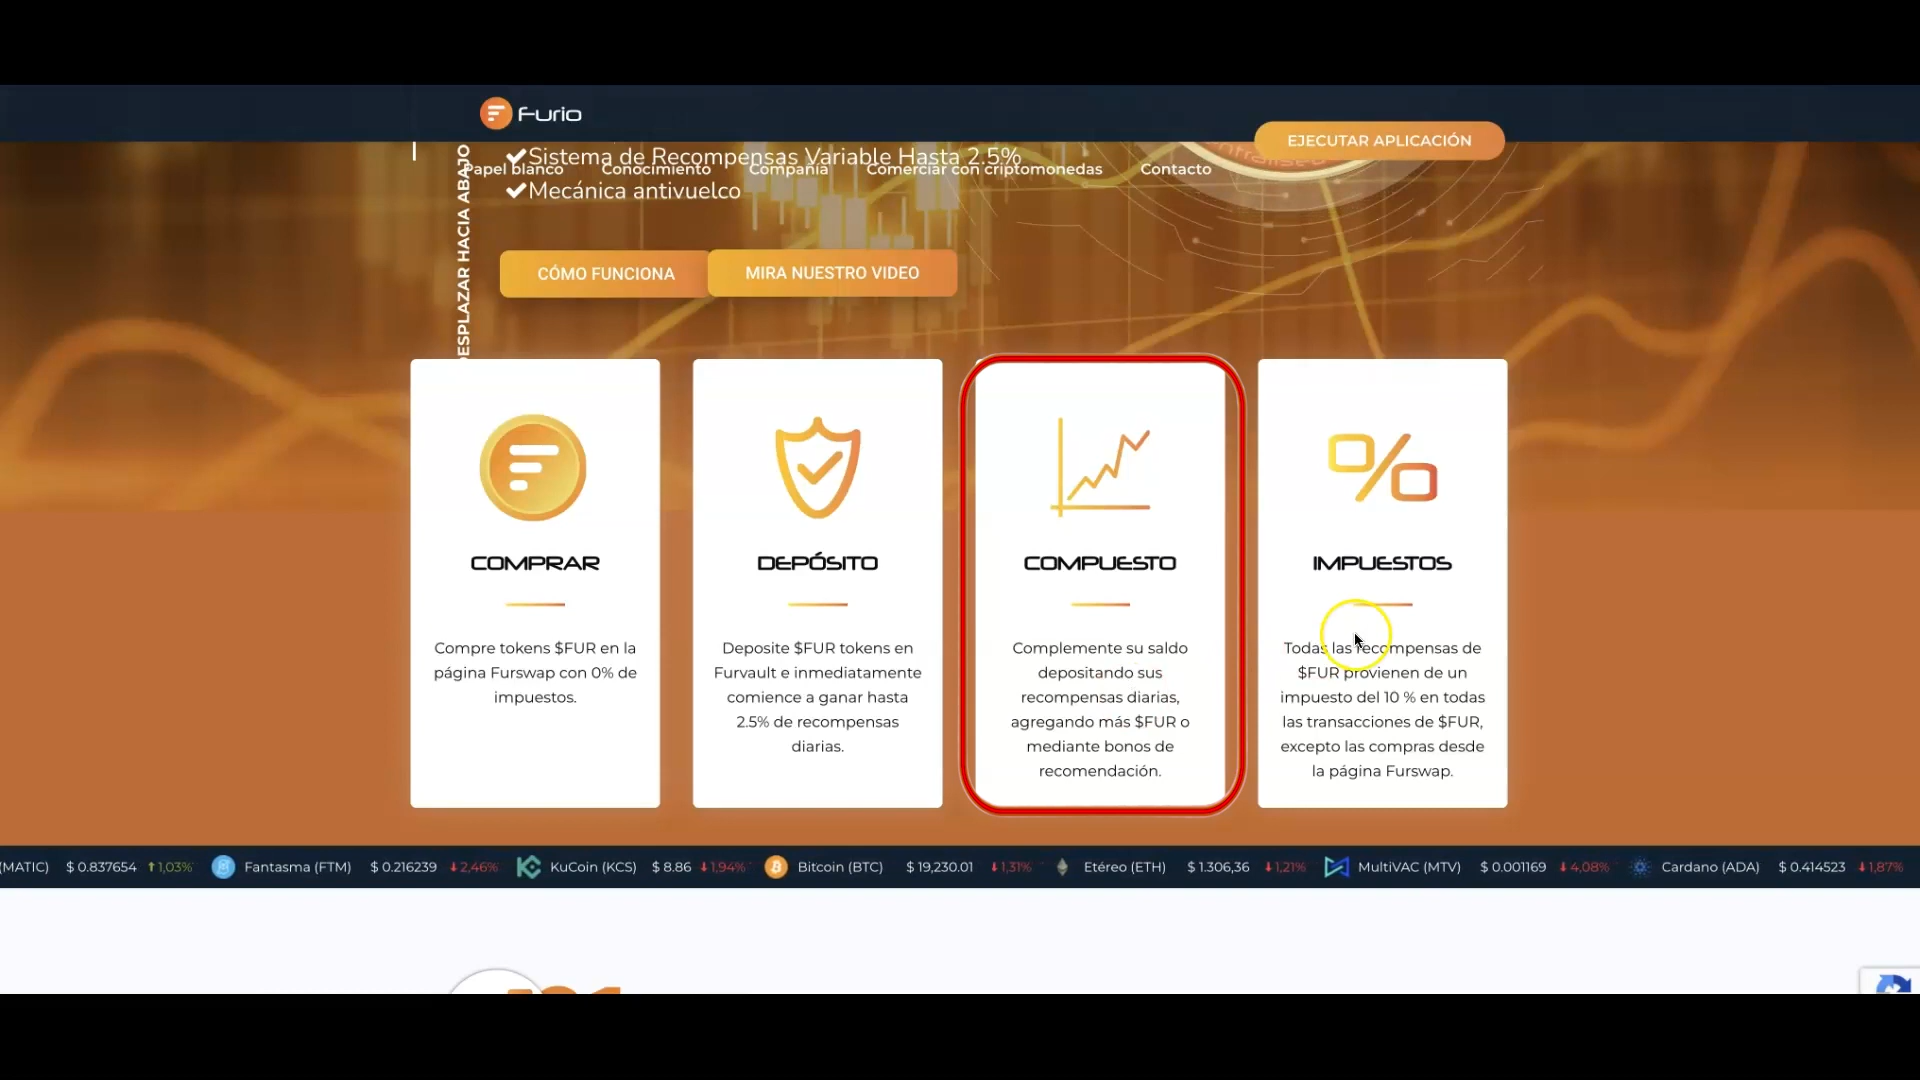 Furio
EJECUTAR APLICACIÓN
Sistema de Recompensas Variable Hasta 2.5%
Papel blanco Conocimiento Compañía Comerciar con criptomonedas Contacto
Mecánica antivuelco
DESPLAZAR HACIA ABAJO
CÓMO FUNCIONA
MIRA NUESTRO VIDEO
COMPRAR
Compre tokens $FUR en la
página Furswap con 0% de
impuestos.
DEPÓSITO
Deposite $FUR tokens en
Furvault e inmediatamente
comience a ganar hasta
2.5% de recompensas
diarias.
COMPUESTO
Complemente su saldo
depositando sus
recompensas diarias,
agregando más $FUR o
mediante bonos de
recomendación.
IMPUESTOS
Todas las recompensas de
$FUR provienen de un
impuesto del 10 % en todas
las transacciones de $FUR,
excepto las compras desde
la página Furswap.
(MATIC) $ 0.837654 1,03% Fantasma (FTM) $ 0.216239 2,46% KuCoin (KCS) $ 8.86 1,94% Bitcoin (BTC) $ 19,230.01 1,31% Etéreo (ETH) $ 1.306,36 1,21% MultiVAC (MTV) $ 0.001169 4,08% Cardano (ADA) $ 0.414523 1,87%